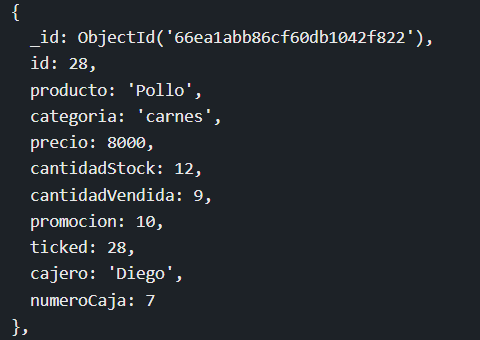 {
_id: ObjectId('66ea1abb86cf60db1042f822'),
id: 28,
producto: 'Pollo',
categoria: 'carnes',
precio: 8000,
cantidadStock: 12,
cantidadVendida: 9,
promocion: 10,
ticked: 28,
cajero: 'Diego',
numeroCaja: 7
},